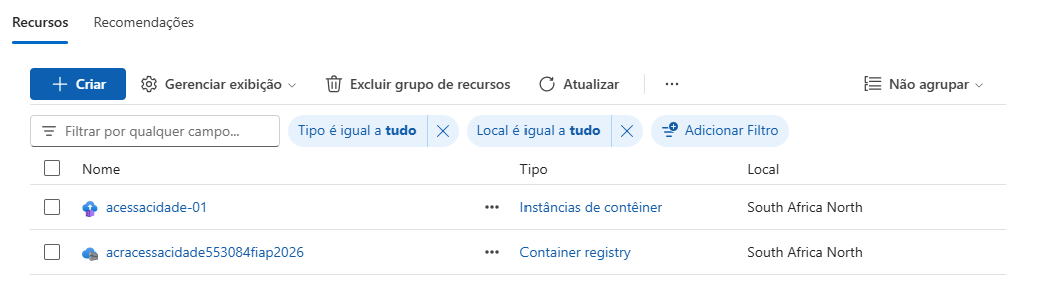 Recursos Recomendações
Criar Gerenciar exibição Excluir grupo de recursos Atualizar ... Não agrupar
Filtrar por qualquer campo... Tipo é igual a tudo Local é igual a tudo Adicionar Filtro
Nome Tipo Local
acessacidade-01 ... Instâncias de contêiner South Africa North
acracessacidade553084fiap2026 ... Container registry South Africa North